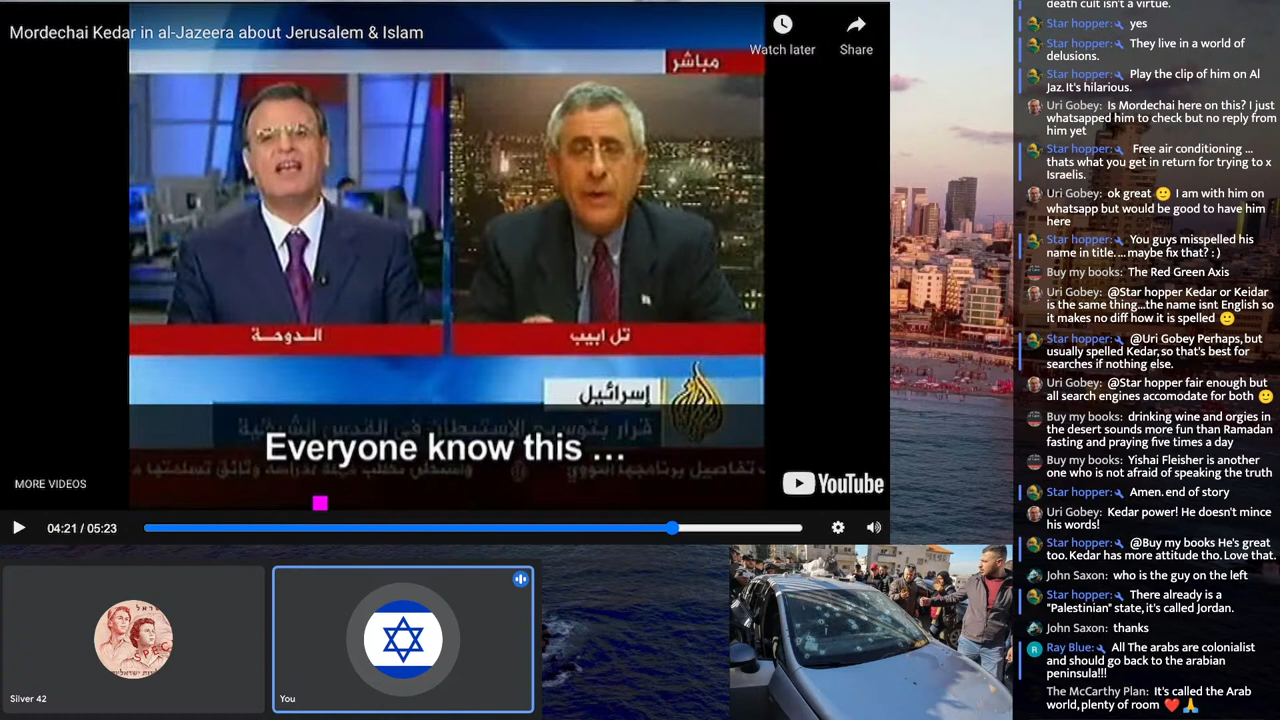 Mordechai Kedar in al-Jazeera about Jerusalem & Islam
Watch later
Share
مباشر
الدوحة
تل ابيب
إسرائيل
قرار بتوسيع الاستيطان في القدس الشرقية
Everyone know this ...
MORE VIDEOS
YouTube
04:21 / 05:23
Silver 42
You
death cult isn't a virtue.
Star hopper: yes
Star hopper: They live in a world of
delusions.
Star hopper: Play the clip of him on Al
Jaz. It's hilarious.
Uri Gobey: Is Mordechai here on this? I just
whatsapped him to check but no reply from
him yet
Star hopper: Free air conditioning ...
thats what you get in return for trying to x
Israelis.
Uri Gobey: ok great 🙂 I am with him on
whatsapp but would be good to have him
here
Star hopper: You guys misspelled his
name in title....maybe fix that? : )
Buy my books: The Red Green Axis
Uri Gobey: @Star hopper Kedar or Keidar
is the same thing...the name isnt English so
it makes no diff how it is spelled 🙂
Star hopper: @Uri Gobey Perhaps, but
usually spelled Kedar, so that's best for
searches if nothing else.
Uri Gobey: @Star hopper fair enough but
all search engines accomodate for both 🙂
Buy my books: drinking wine and orgies in
the desert sounds more fun than Ramadan
fasting and praying five times a day
Buy my books: Yishai Fleisher is another
one who is not afraid of speaking the truth
Star hopper: Amen. end of story
Uri Gobey: Kedar power! He doesn't mince
his words!
Star hopper: @Buy my books He's great
too. Kedar has more attitude tho. Love that.
John Saxon: who is the guy on the left
Star hopper: There already is a
"Palestinian" state, it's called Jordan.
John Saxon: thanks
Ray Blue: All The arabs are colonialist
and should go back to the arabian
peninsula!!!
The McCarthy Plan: It's called the Arab
world, plenty of room ❤️🙏